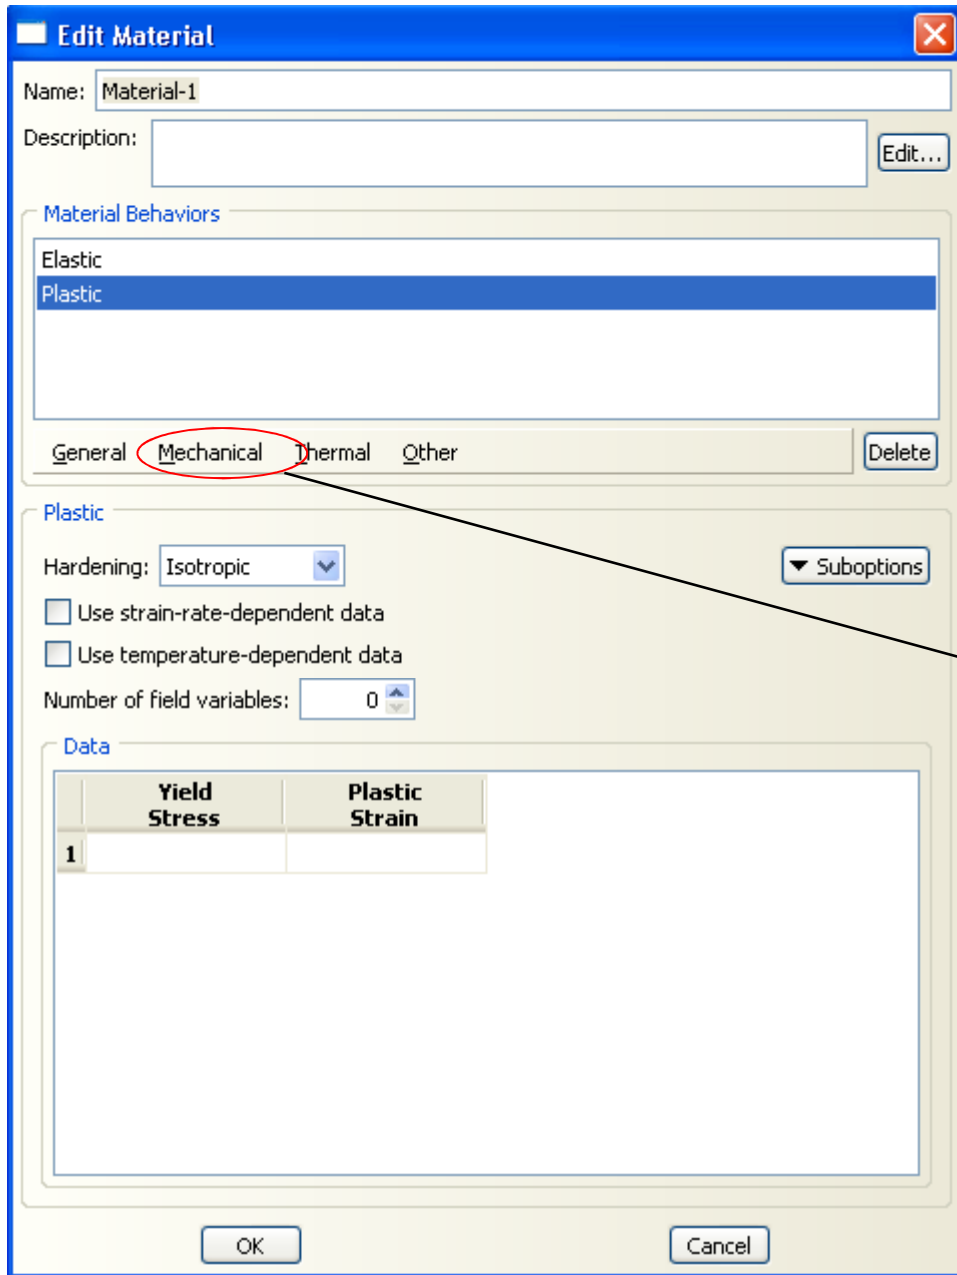 Edit Material
Name: Material-1
Description:
Edit...
Material Behaviors
Elastic
Plastic
General Mechanical Thermal Other Delete
Plastic
Hardening: Isotropic Suboptions
Use strain-rate-dependent data
Use temperature-dependent data
Number of field variables: 0
Data
Yield Stress Plastic Strain
1
OK Cancel